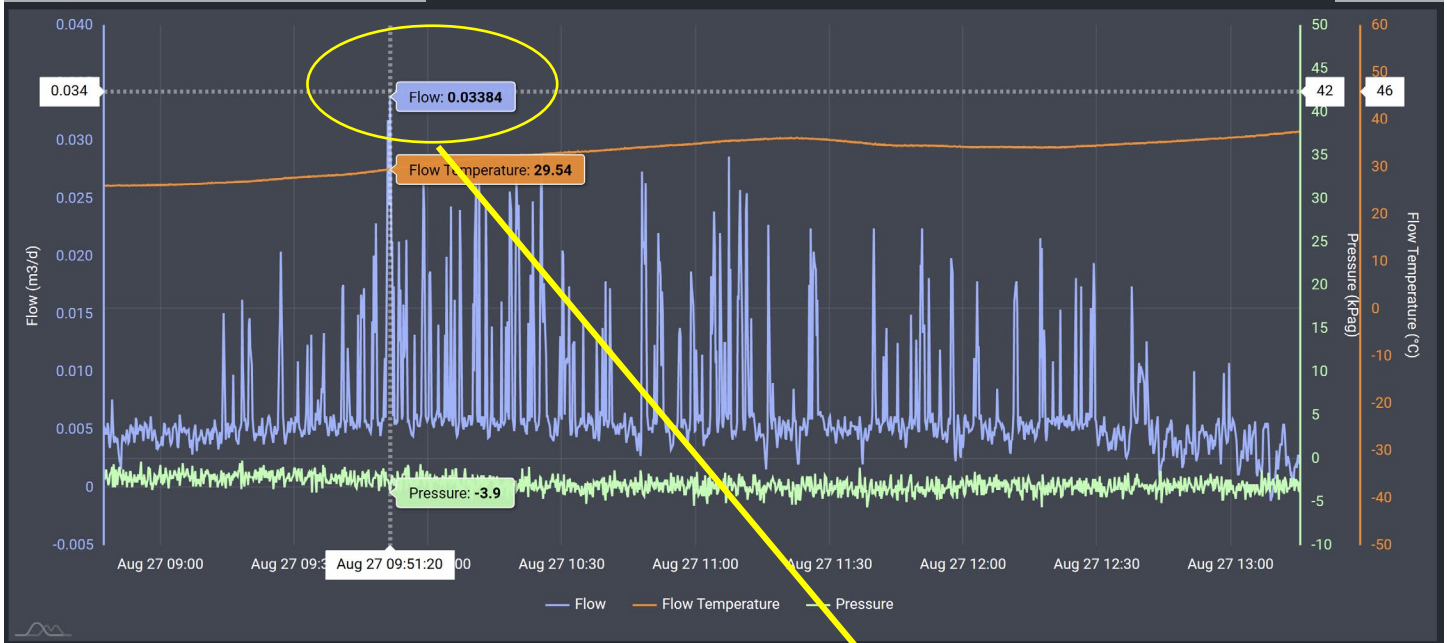 0.040
0.034
0.030
0.025
0.020
0.015
0.010
0.005
0
-0.005
Flow (m3/d)
Flow: 0.03384
Flow Temperature: 29.54
Pressure: -3.9
50
45
42
40
35
30
25
20
15
10
5
0
-5
-10
Pressure (kPag)
60
50
46
40
30
20
10
0
-10
-20
-30
-40
-50
Flow Temperature (°C)
Aug 27 09:00
Aug 27 09:3
Aug 27 09:51:20
00
Aug 27 10:30
Aug 27 11:00
Aug 27 11:30
Aug 27 12:00
Aug 27 12:30
Aug 27 13:00
Flow
Flow Temperature
Pressure